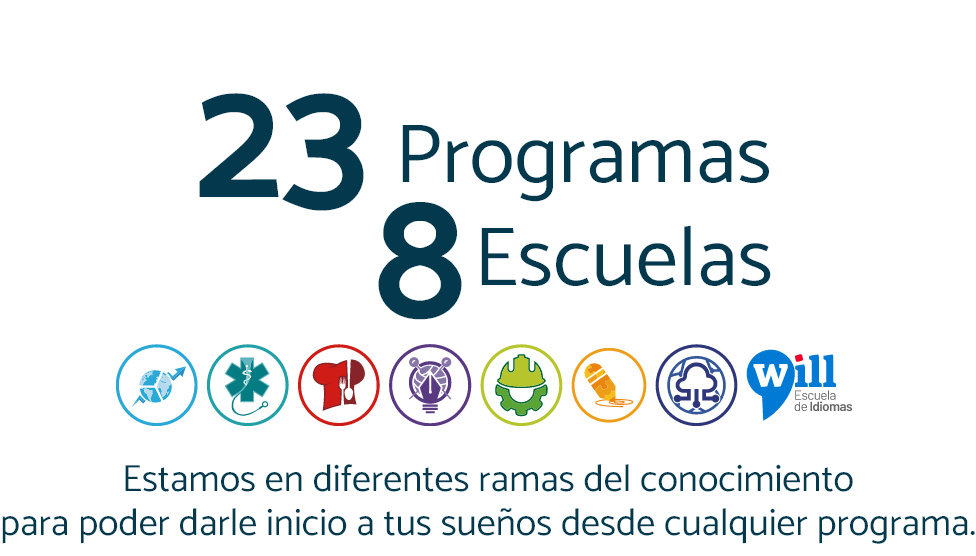 23 Programas
8 Escuelas
will
Escuela
de Idiomas
Estamos en diferentes ramas del conocimiento
para poder darle inicio a tus sueños desde cualquier programa.